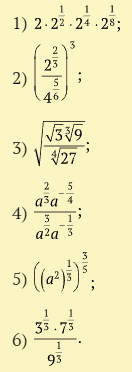 1) $2 \cdot 2^{\frac{1}{2}} \cdot 2^{\frac{1}{4}} \cdot 2^{\frac{1}{8}}$;
2) $\left(\frac{2^{\frac{2}{3}}}{4^{\frac{5}{6}}}\right)^3$;
3) $\sqrt{\frac{\sqrt{3}\sqrt[3]{9}}{\sqrt[4]{27}}}$;
4) $\frac{a^{\frac{2}{3}}a^{-\frac{5}{4}}}{a^{\frac{3}{2}}a^{-\frac{1}{3}}}$;
5) $\left(\left(a^2\right)^{\frac{1}{3}}\right)^{\frac{3}{5}}$;
6) $\frac{3^{\frac{1}{3}} \cdot 7^{\frac{1}{3}}}{9^{\frac{1}{3}}}$.